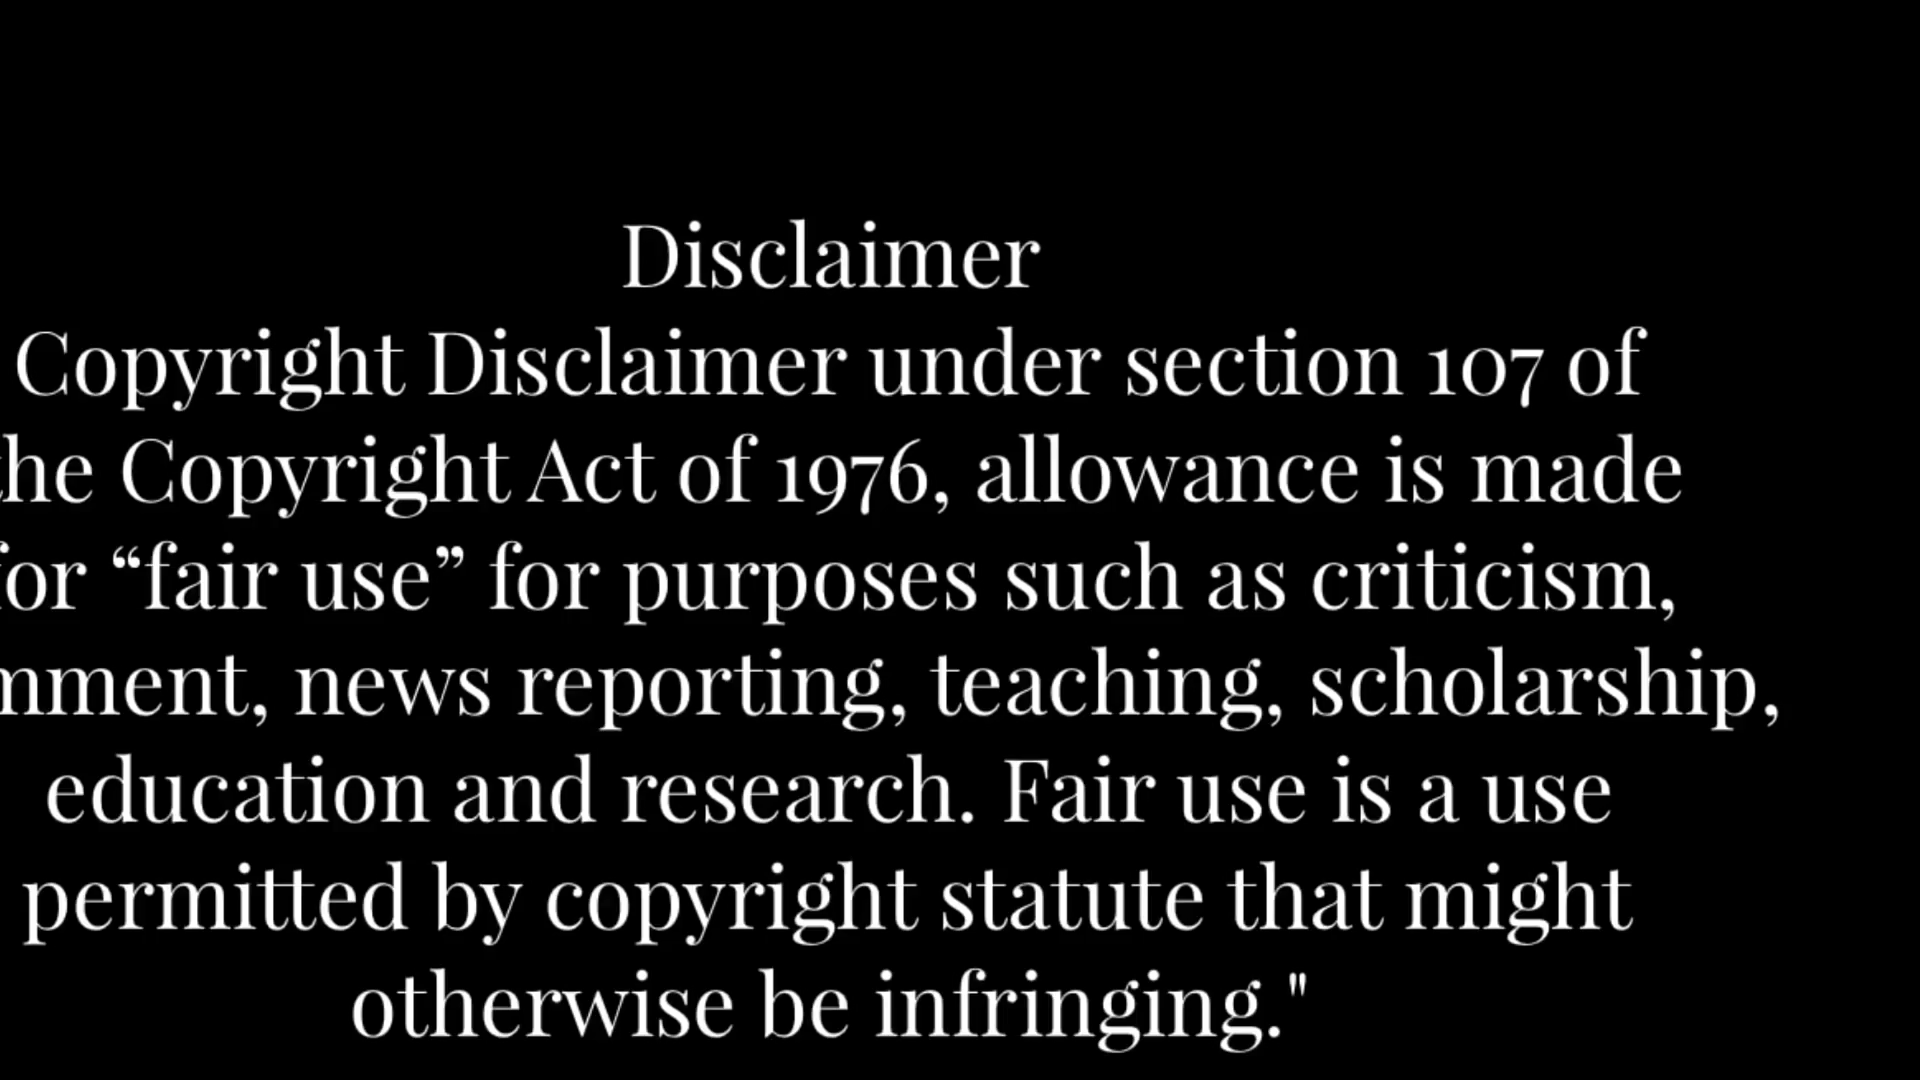 Disclaimer
Copyright Disclaimer under section 107 of
the Copyright Act of 1976, allowance is made
for “fair use” for purposes such as criticism,
mment, news reporting, teaching, scholarship,
education and research. Fair use is a use
permitted by copyright statute that might
otherwise be infringing."